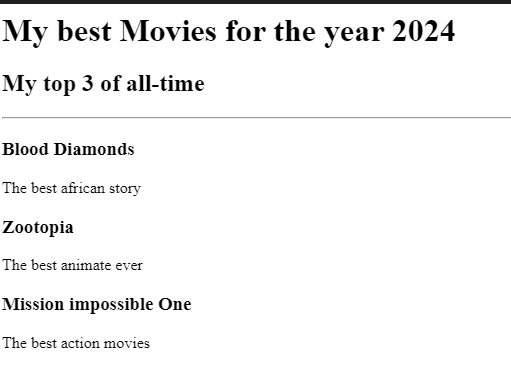 My best Movies for the year 2024
My top 3 of all-time
Blood Diamonds
The best african story
Zootopia
The best animate ever
Mission impossible One
The best action movies